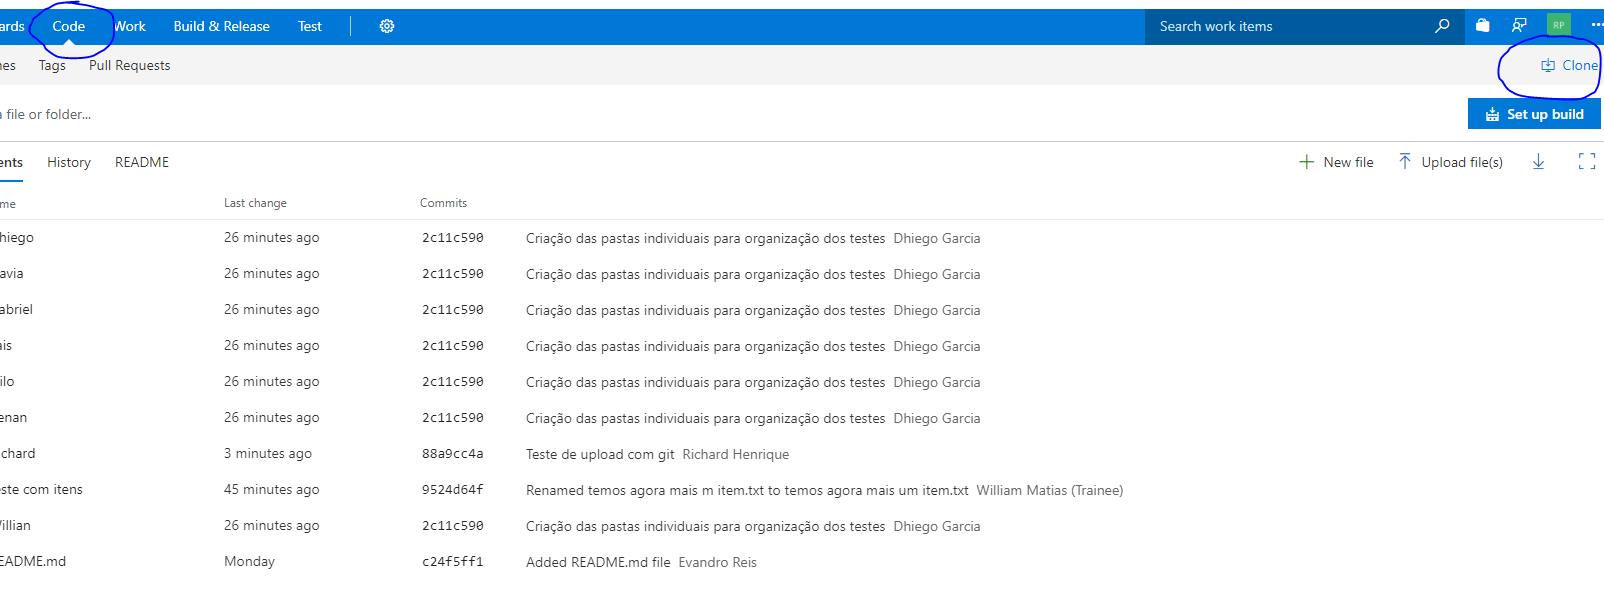 ards Code Work Build & Release Test Search work items RP
nes Tags Pull Requests Clone
a file or folder... Set up build
ents History README New file Upload file(s)
me Last change Commits
hiego 26 minutes ago 2c11c590 Criação das pastas individuais para organização dos testes Dhiego Garcia
avia 26 minutes ago 2c11c590 Criação das pastas individuais para organização dos testes Dhiego Garcia
abriel 26 minutes ago 2c11c590 Criação das pastas individuais para organização dos testes Dhiego Garcia
ais 26 minutes ago 2c11c590 Criação das pastas individuais para organização dos testes Dhiego Garcia
ilo 26 minutes ago 2c11c590 Criação das pastas individuais para organização dos testes Dhiego Garcia
enan 26 minutes ago 2c11c590 Criação das pastas individuais para organização dos testes Dhiego Garcia
chard 3 minutes ago 88a9cc4a Teste de upload com git Richard Henrique
este com itens 45 minutes ago 9524d64f Renamed temos agora mais m item.txt to temos agora mais um item.txt William Matias (Trainee)
Villian 26 minutes ago 2c11c590 Criação das pastas individuais para organização dos testes Dhiego Garcia
EADME.md Monday c24f5ff1 Added README.md file Evandro Reis